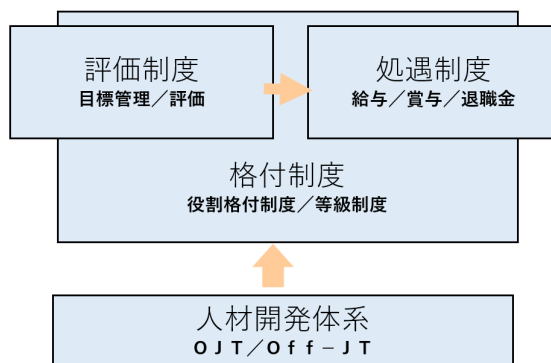 評価制度
目標管理／評価
処遇制度
給与／賞与／退職金
格付制度
役割格付制度／等級制度
人材開発体系
ＯＪＴ／Ｏｆｆ－ＪＴ